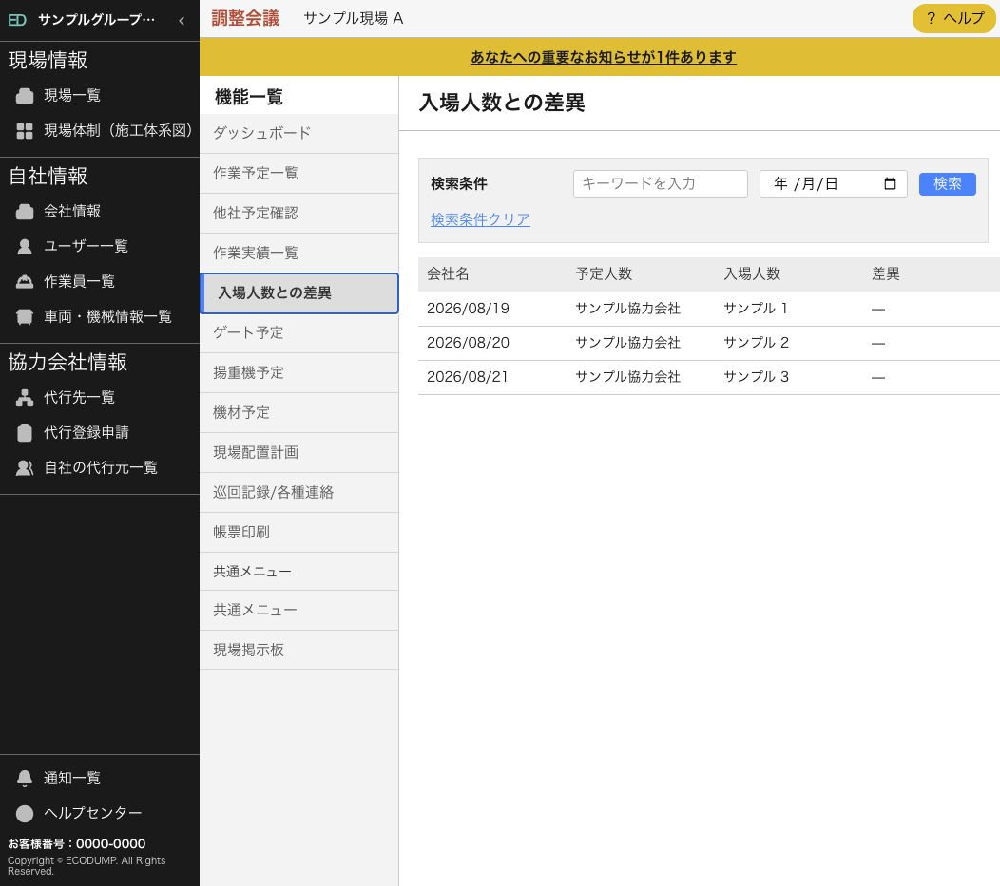 ED サンプルグループ…
調整会議 サンプル現場 A
? ヘルプ
あなたへの重要なお知らせが1件あります
現場情報
現場一覧
現場体制（施工体系図）
自社情報
会社情報
ユーザー一覧
作業員一覧
車両・機械情報一覧
協力会社情報
代行先一覧
代行登録申請
自社の代行元一覧
通知一覧
ヘルプセンター
お客様番号：0000-0000
Copyright © ECODUMP. All Rights
Reserved.
機能一覧
ダッシュボード
作業予定一覧
他社予定確認
作業実績一覧
入場人数との差異
ゲート予定
揚重機予定
機材予定
現場配置計画
巡回記録/各種連絡
帳票印刷
共通メニュー
共通メニュー
現場掲示板
入場人数との差異
検索条件 キーワードを入力 年 /月/日 検索
検索条件クリア
会社名 予定人数 入場人数 差異
2026/08/19 サンプル協力会社 サンプル 1 —
2026/08/20 サンプル協力会社 サンプル 2 —
2026/08/21 サンプル協力会社 サンプル 3 —